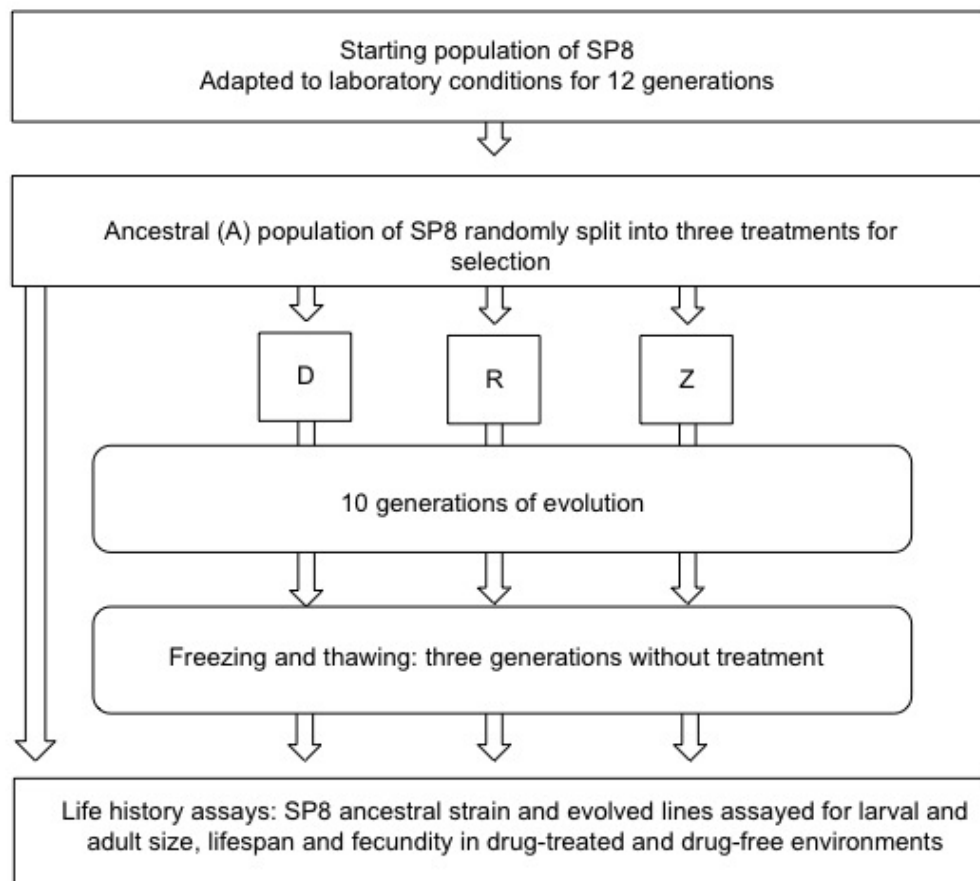 Starting population of SP8
Adapted to laboratory conditions for 12 generations
Ancestral (A) population of SP8 randomly split into three treatments for
selection
D
R
Z
10 generations of evolution
Freezing and thawing: three generations without treatment
Life history assays: SP8 ancestral strain and evolved lines assayed for larval and
adult size, lifespan and fecundity in drug-treated and drug-free environments